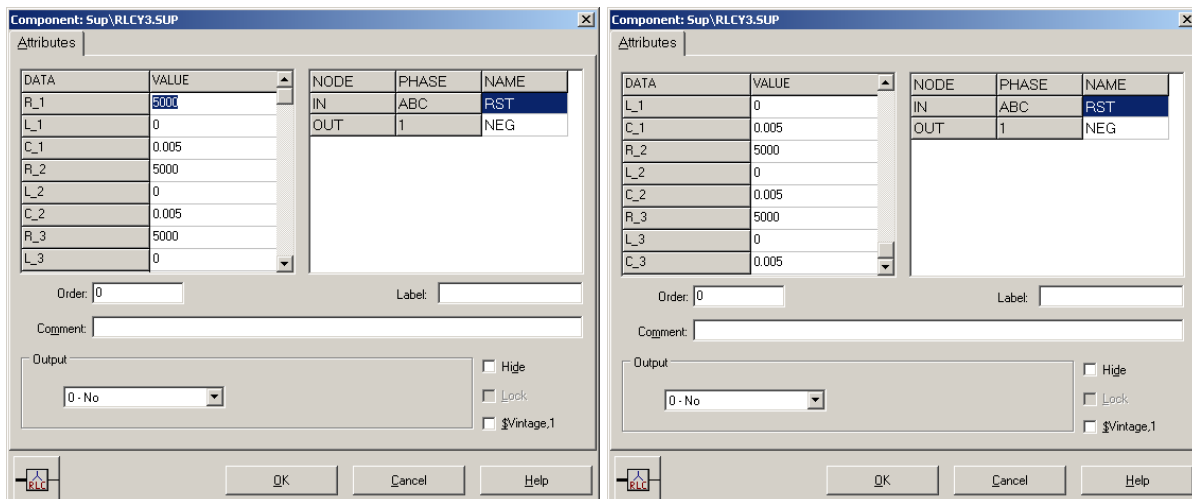 Component: Sup\RLCY3.SUP
Attributes
DATA VALUE
R_1 5000
L_1 0
C_1 0.005
R_2 5000
L_2 0
C_2 0.005
R_3 5000
L_3 0
NODE PHASE NAME
IN ABC RST
OUT 1 NEG
Order: 0
Label:
Comment:
Output
0 - No
Hide
Lock
$Vintage,1
RLC
OK
Cancel
Help
Component: Sup\RLCY3.SUP
Attributes
DATA VALUE
L_1 0
C_1 0.005
R_2 5000
L_2 0
C_2 0.005
R_3 5000
L_3 0
C_3 0.005
NODE PHASE NAME
IN ABC RST
OUT 1 NEG
Order: 0
Label:
Comment:
Output
0 - No
Hide
Lock
$Vintage,1
RLC
OK
Cancel
Help